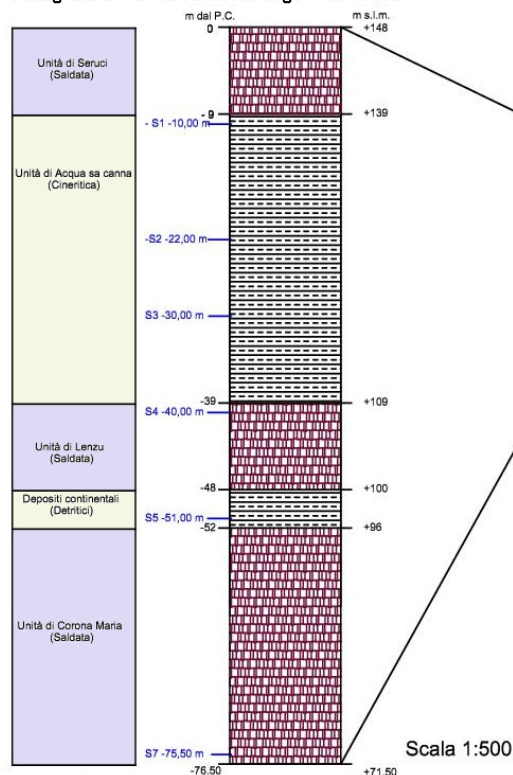 m dal P.C.
m s.l.m.
0
+148
Unità di Seruci
(Saldata)
- 9
+139
- S1 -10,00 m
Unità di Acqua sa canna
(Cineritica)
-S2 -22,00 m
S3 -30,00 m
-39
+109
S4 -40,00 m
Unità di Lenzu
(Saldata)
-48
+100
Depositi continentali
(Detritici)
S5 -51,00 m
-52
+96
Unità di Corona Maria
(Saldata)
S7 -75,50 m
Scala 1:500
-76.50
+71.50